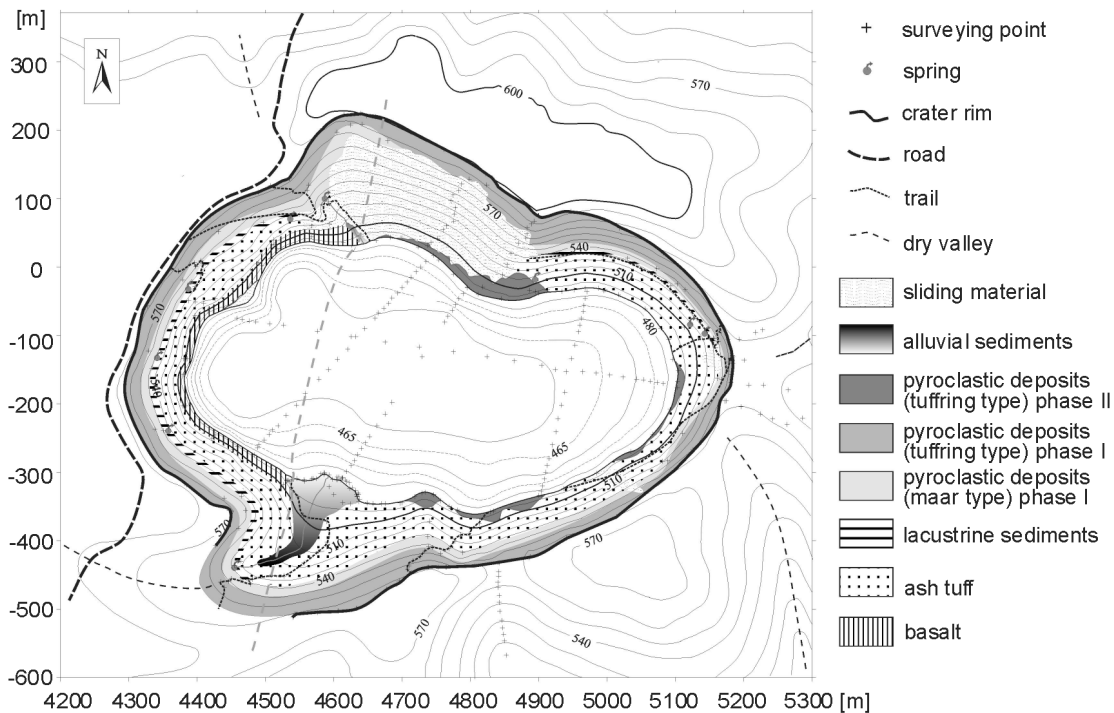 [m]
300
200
100
0
-100
-200
-300
-400
-500
-600
4200 4300 4400 4500 4600 4700 4800 4900 5000 5100 5200 5300 [m]
N
600
570
570
540
510
570
480
465
465
510
570
510
540
570
570
540
570
surveying point
spring
crater rim
road
trail
dry valley
sliding material
alluvial sediments
pyroclastic deposits
(tuffring type) phase II
pyroclastic deposits
(tuffring type) phase I
pyroclastic deposits
(maar type) phase I
lacustrine sediments
ash tuff
basalt